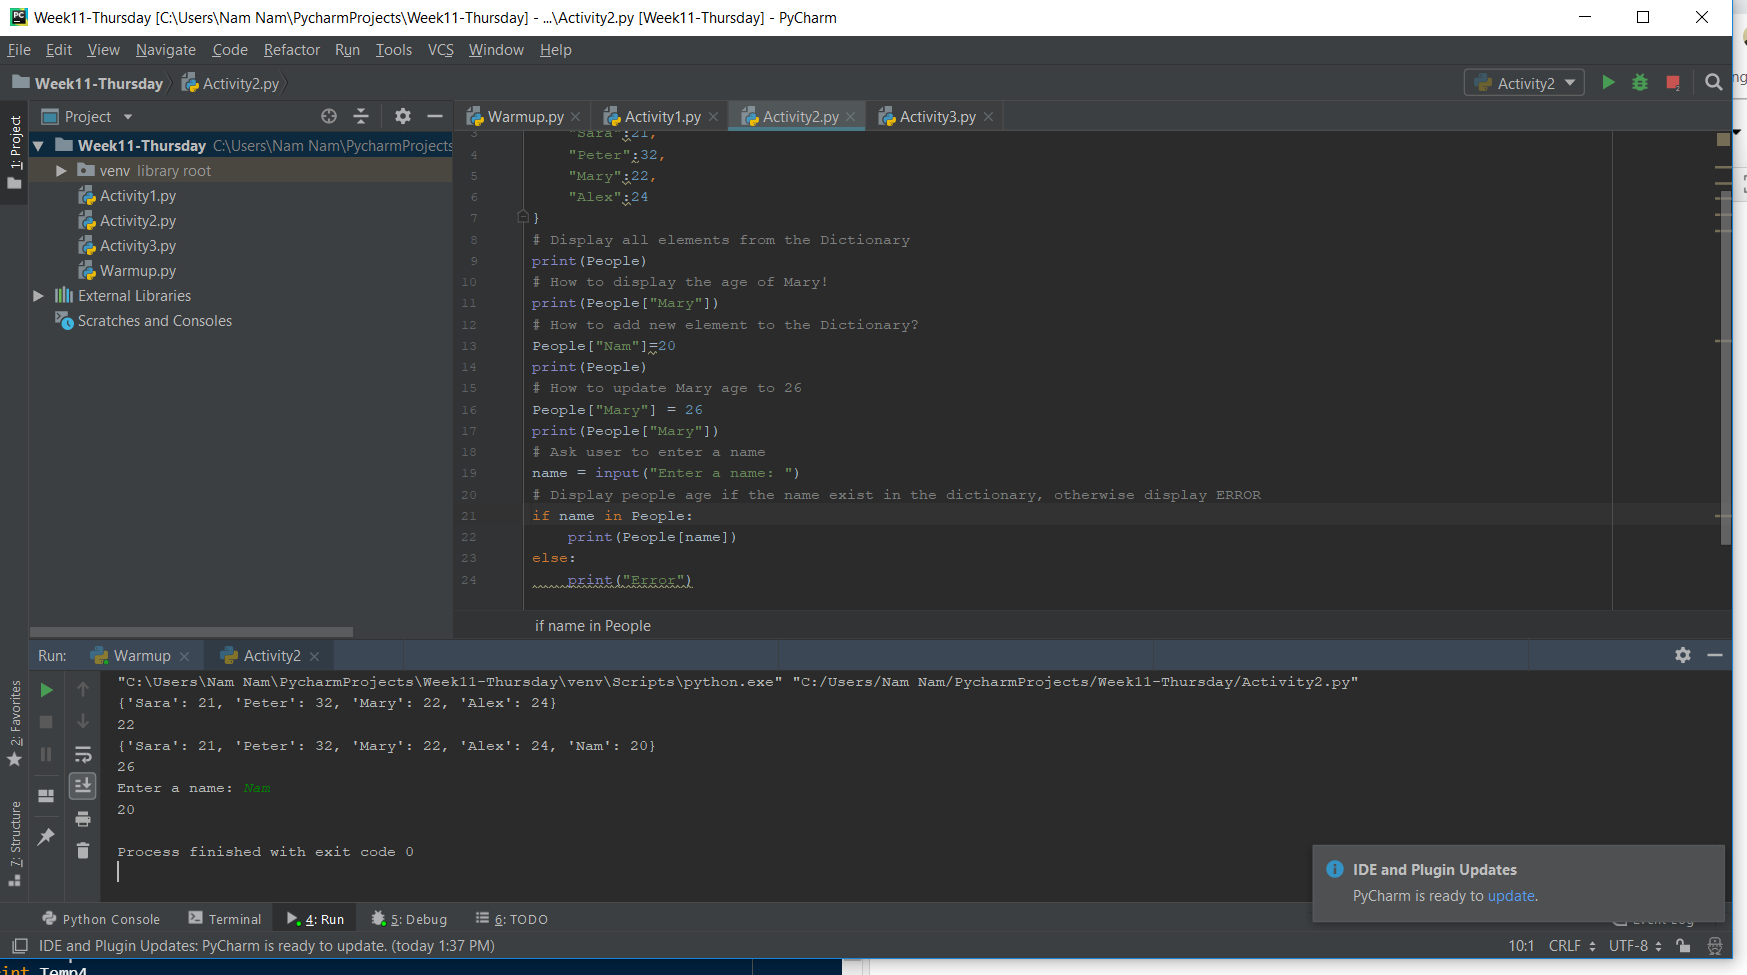 Week11-Thursday [C:\Users\Nam Nam\PycharmProjects\Week11-Thursday] - ...\Activity2.py [Week11-Thursday] - PyCharm
File Edit View Navigate Code Refactor Run Tools VCS Window Help
Week11-Thursday Activity2.py
Activity2
Project
Warmup.py Activity1.py Activity2.py Activity3.py
1: Project
Week11-Thursday C:\Users\Nam Nam\PycharmProjects
venv library root
Activity1.py
Activity2.py
Activity3.py
Warmup.py
External Libraries
Scratches and Consoles
3 "Sara":21,
4 "Peter":32,
5 "Mary":22,
6 "Alex":24
7 }
8 # Display all elements from the Dictionary
9 print(People)
10 # How to display the age of Mary!
11 print(People["Mary"])
12 # How to add new element to the Dictionary?
13 People["Nam"]=20
14 print(People)
15 # How to update Mary age to 26
16 People["Mary"] = 26
17 print(People["Mary"])
18 # Ask user to enter a name
19 name = input("Enter a name: ")
20 # Display people age if the name exist in the dictionary, otherwise display ERROR
21 if name in People:
22 print(People[name])
23 else:
24 print("Error")
if name in People
Run: Warmup Activity2
2: Favorites
7: Structure
"C:\Users\Nam Nam\PycharmProjects\Week11-Thursday\venv\Scripts\python.exe" "C:/Users/Nam Nam/PycharmProjects/Week11-Thursday/Activity2.py"
{'Sara': 21, 'Peter': 32, 'Mary': 22, 'Alex': 24}
22
{'Sara': 21, 'Peter': 32, 'Mary': 22, 'Alex': 24, 'Nam': 20}
26
Enter a name: Nam
20
Process finished with exit code 0
IDE and Plugin Updates
PyCharm is ready to update.
Python Console Terminal 4: Run 5: Debug 6: TODO
IDE and Plugin Updates: PyCharm is ready to update. (today 1:37 PM)
10:1 CRLF UTF-8
int Temp4